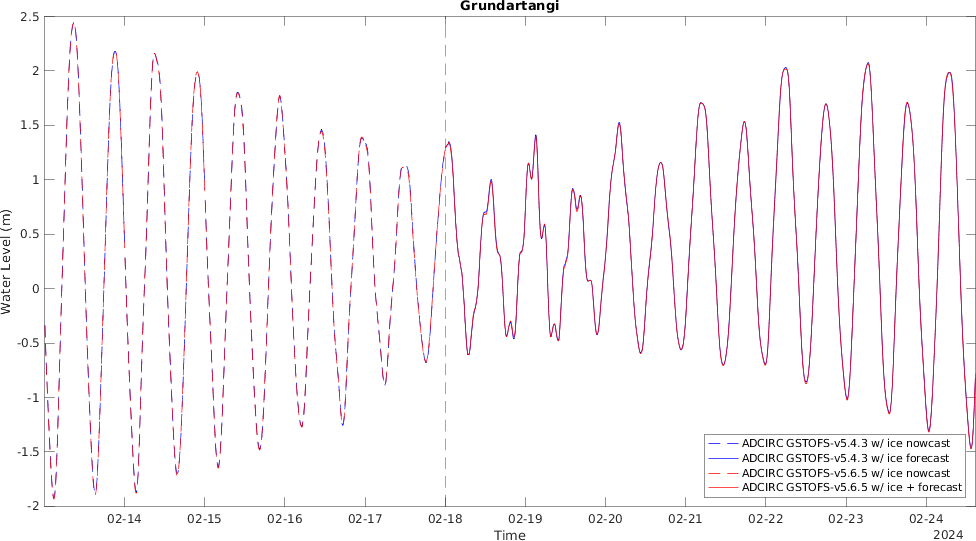 Grundartangi
2.5
2
1.5
1
0.5
0
-0.5
-1
-1.5
-2
Water Level (m)
ADCIRC GSTOFS-v5.4.3 w/ ice nowcast
ADCIRC GSTOFS-v5.4.3 w/ ice forecast
ADCIRC GSTOFS-v5.6.5 w/ ice nowcast
ADCIRC GSTOFS-v5.6.5 w/ ice + forecast
02-14 02-15 02-16 02-17 02-18 02-19 02-20 02-21 02-22 02-23 02-24
Time 2024